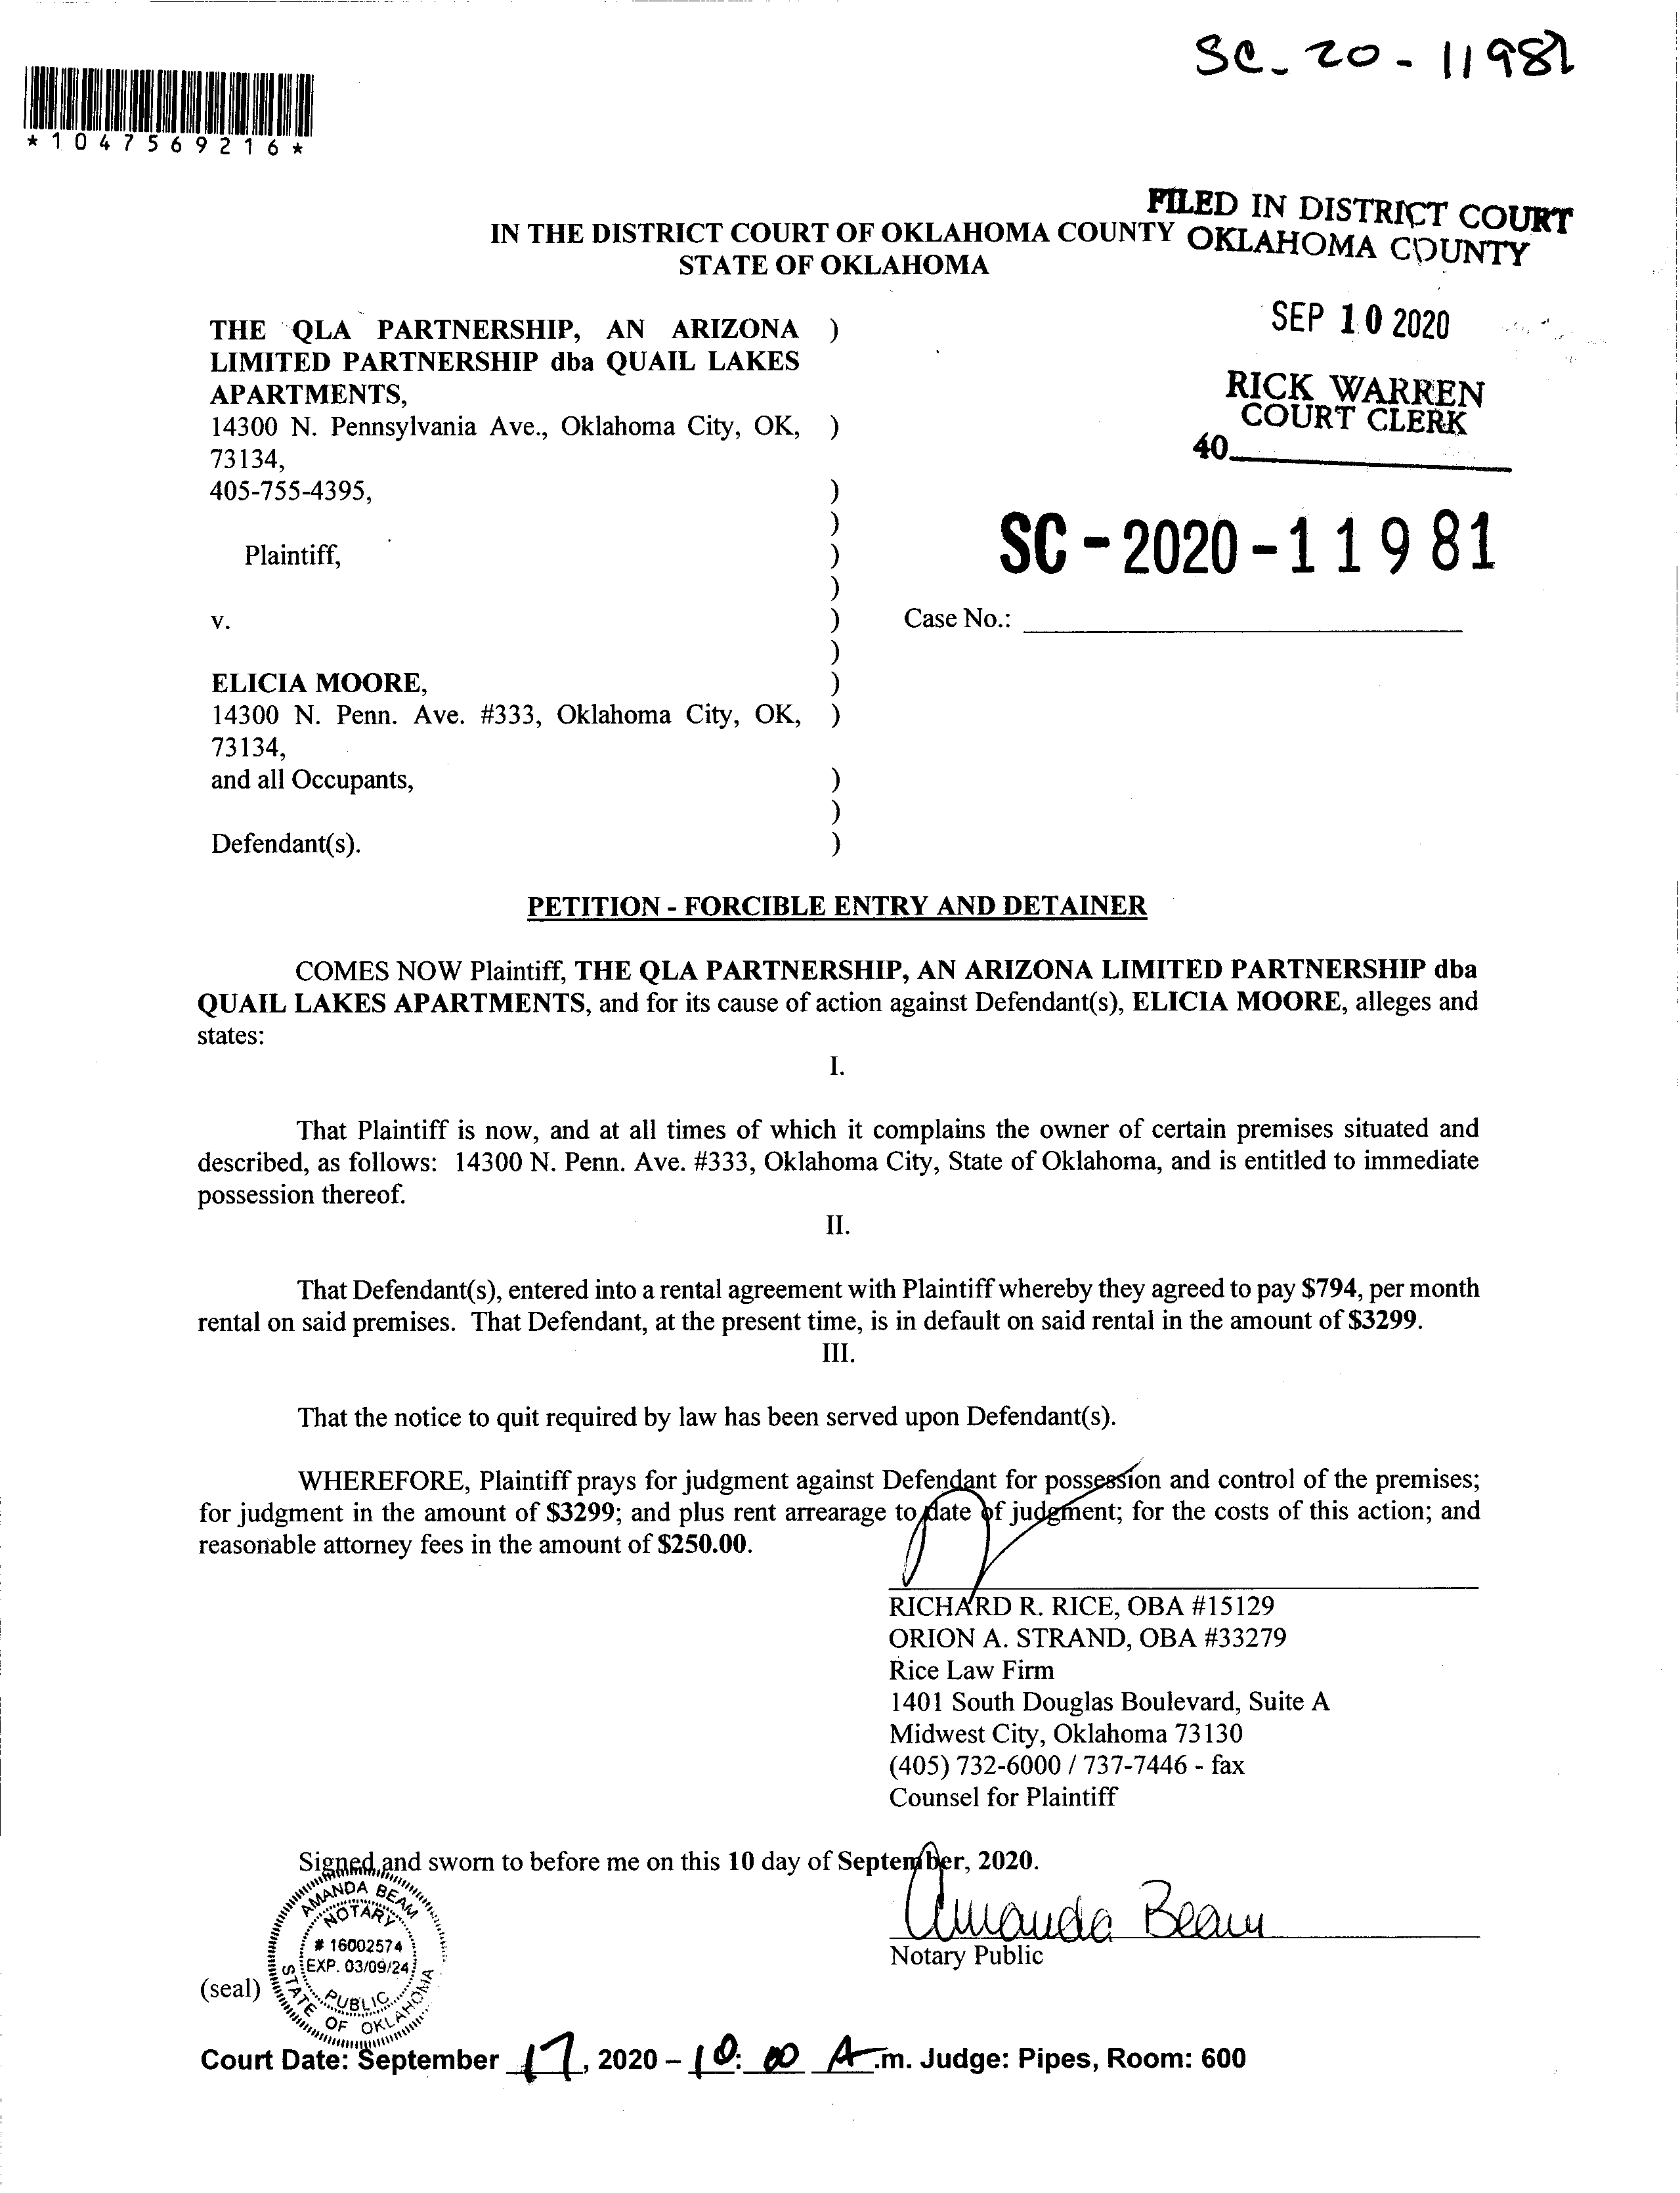 SC-20-11981
*1047569216*
FILED IN DISTRICT COURT
OKLAHOMA COUNTY
IN THE DISTRICT COURT OF OKLAHOMA COUNTY
STATE OF OKLAHOMA
SEP 10 2020
RICK WARREN
COURT CLERK
40
THE QLA PARTNERSHIP, AN ARIZONA )
LIMITED PARTNERSHIP dba QUAIL LAKES
APARTMENTS,
14300 N. Pennsylvania Ave., Oklahoma City, OK, )
73134,
405-755-4395, )
)
SC-2020-11981
Plaintiff, )
)
v. )
Case No.:
)
ELICIA MOORE, )
14300 N. Penn. Ave. #333, Oklahoma City, OK, )
73134,
and all Occupants, )
)
Defendant(s). )
PETITION - FORCIBLE ENTRY AND DETAINER
COMES NOW Plaintiff, THE QLA PARTNERSHIP, AN ARIZONA LIMITED PARTNERSHIP dba
QUAIL LAKES APARTMENTS, and for its cause of action against Defendant(s), ELICIA MOORE, alleges and
states:
I.
That Plaintiff is now, and at all times of which it complains the owner of certain premises situated and
described, as follows: 14300 N. Penn. Ave. #333, Oklahoma City, State of Oklahoma, and is entitled to immediate
possession thereof.
II.
That Defendant(s), entered into a rental agreement with Plaintiff whereby they agreed to pay $794, per month
rental on said premises. That Defendant, at the present time, is in default on said rental in the amount of $3299.
III.
That the notice to quit required by law has been served upon Defendant(s).
WHEREFORE, Plaintiff prays for judgment against Defendant for possession and control of the premises;
for judgment in the amount of $3299; and plus rent arrearage to date of judgment; for the costs of this action; and
reasonable attorney fees in the amount of $250.00.
RICHARD R. RICE, OBA #15129
ORION A. STRAND, OBA #33279
Rice Law Firm
1401 South Douglas Boulevard, Suite A
Midwest City, Oklahoma 73130
(405) 732-6000 / 737-7446 - fax
Counsel for Plaintiff
Signed and sworn to before me on this 10 day of September, 2020.
Amanda Beam
Notary Public
AMANDA BEAM
NOTARY
# 16002574
EXP. 03/09/24
PUBLIC
STATE OF OKLAHOMA
(seal)
Court Date: September 17, 2020 – 10:00 A.m. Judge: Pipes, Room: 600